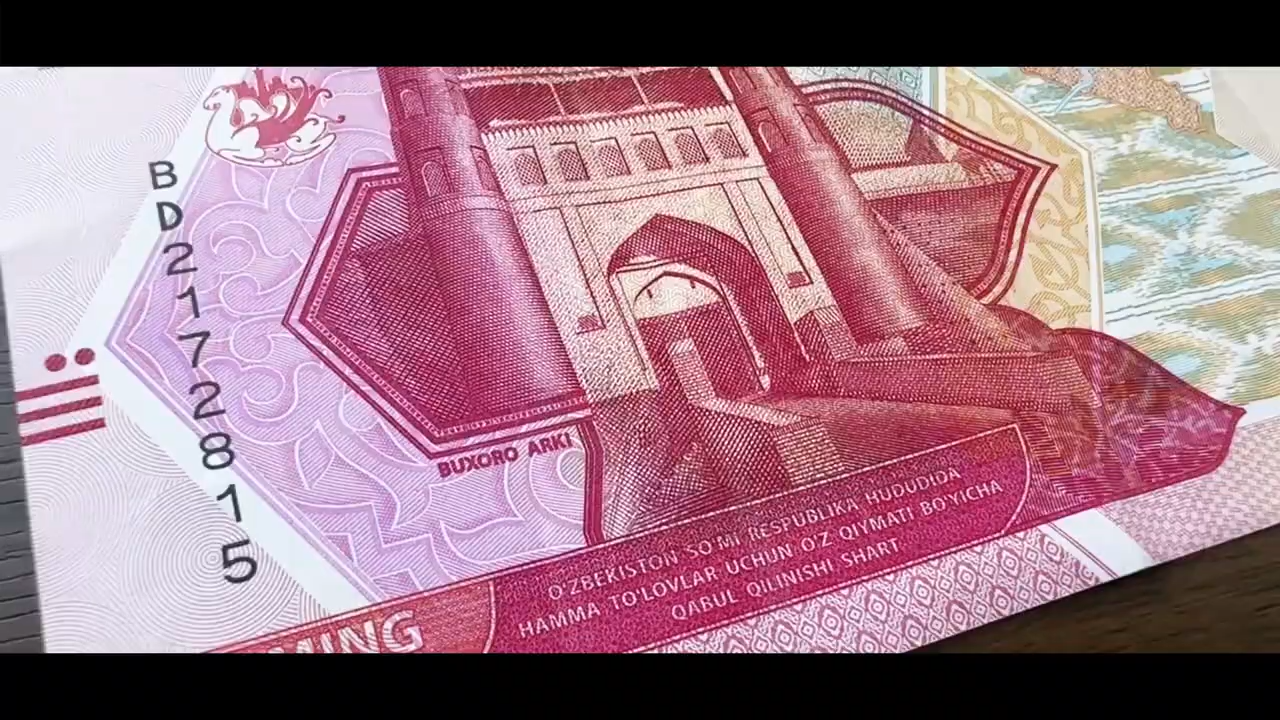 BD2172815
BUXORO ARKI
O'ZBEKISTON SO'MI RESPUBLIKA HUDUDIDA
HAMMA TO'LOVLAR UCHUN O'Z QIYMATI BO'YICHA
QABUL QILINISHI SHART
MING